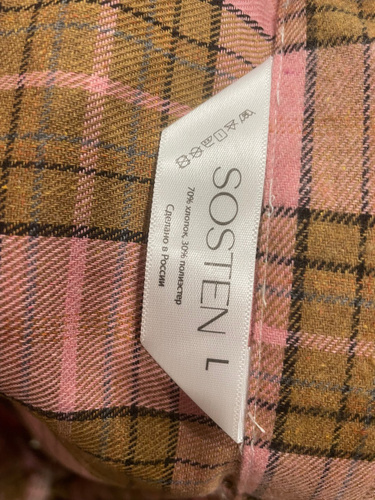 SOSTEN L
70% хлопок, 30% полиэстер
Сделано в России